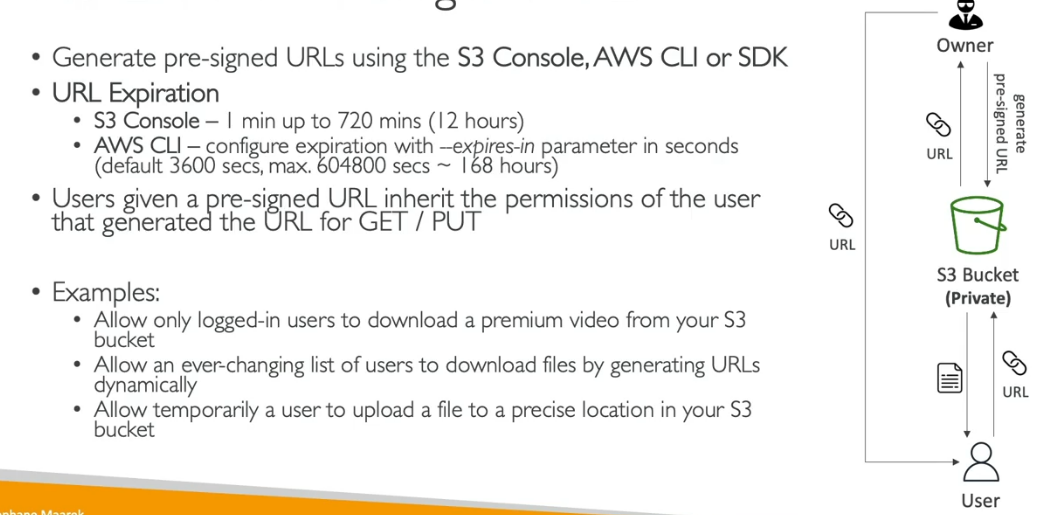 • Generate pre-signed URLs using the S3 Console, AWS CLI or SDK
• URL Expiration
• S3 Console – 1 min up to 720 mins (12 hours)
• AWS CLI – configure expiration with --expires-in parameter in seconds
(default 3600 secs, max. 604800 secs ~ 168 hours)
• Users given a pre-signed URL inherit the permissions of the user
that generated the URL for GET / PUT
• Examples:
• Allow only logged-in users to download a premium video from your S3
bucket
• Allow an ever-changing list of users to download files by generating URLs
dynamically
• Allow temporarily a user to upload a file to a precise location in your S3
bucket
Owner
generate
pre-signed URL
URL
URL
S3 Bucket
(Private)
URL
User
Maarek